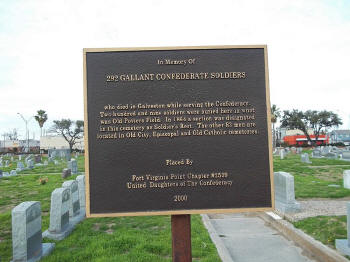 In Memory Of
292 GALLANT CONFEDERATE SOLDIERS
who died in Galveston while serving the Confederacy.
Two hundred and nine soldiers were buried here in what
was Old Potters Field. In 1864 a section was designated
in this cemetery as Soldier's Rest. The other 83 men are
located in Old City, Episcopal and Old Catholic cemeteries.
Placed By
Fort Virginia Point Chapter #2539
United Daughters of The Confederacy
2000